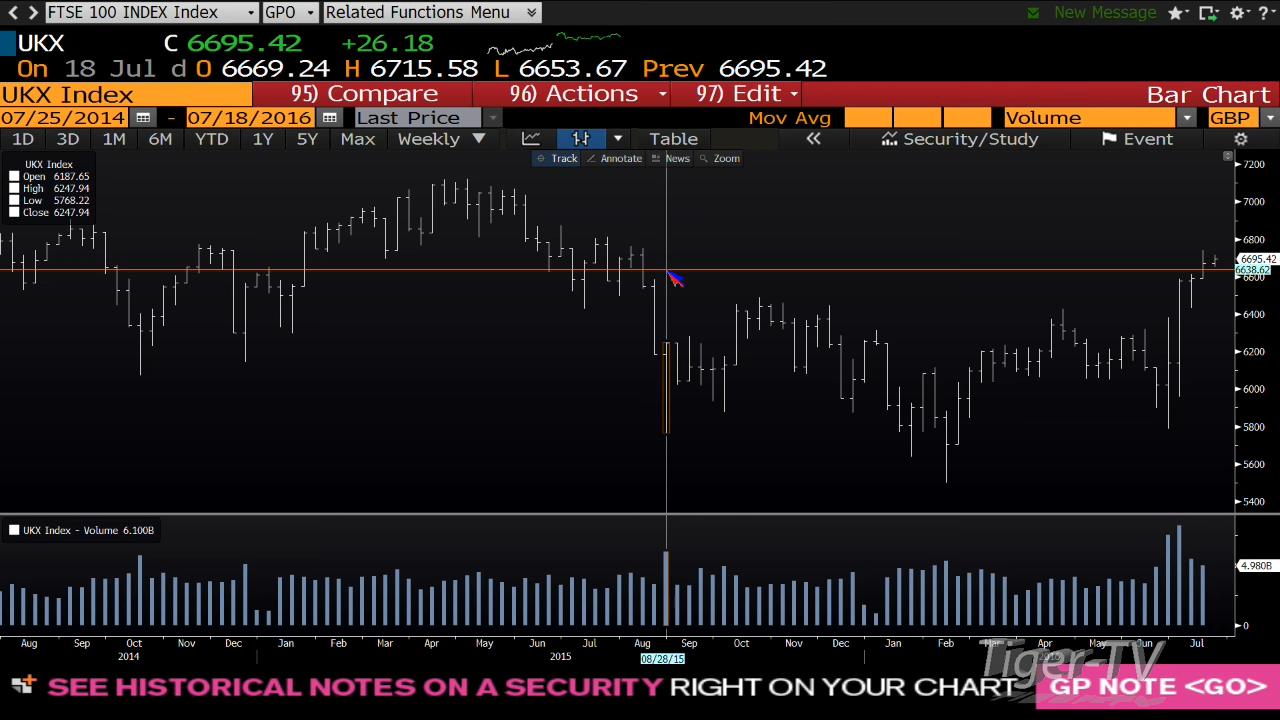 FTSE 100 INDEX Index GPO Related Functions Menu New Message
UKX C 6695.42 +26.18
On 18 Jul d O 6669.24 H 6715.58 L 6653.67 Prev 6695.42
UKX Index 95) Compare 96) Actions 97) Edit Bar Chart
07/25/2014 - 07/18/2016 Last Price Mov Avg Volume GBP
1D 3D 1M 6M YTD 1Y 5Y Max Weekly Table Security/Study Event
Track Annotate News Zoom
UKX Index
Open 6187.65
High 6247.94
Low 5768.22
Close 6247.94
7200
7000
6800
6695.42
6638.62
6600
6400
6200
6000
5800
5600
5400
UKX Index - Volume 6.100B
4.980B
0
Aug Sep Oct Nov Dec Jan Feb Mar Apr May Jun Jul Aug Sep Oct Nov Dec Jan Feb Mar Apr May Jun Jul
2014 2015 08/28/15 2016
Tiger-TV
SEE HISTORICAL NOTES ON A SECURITY RIGHT ON YOUR CHART GP NOTE <GO>